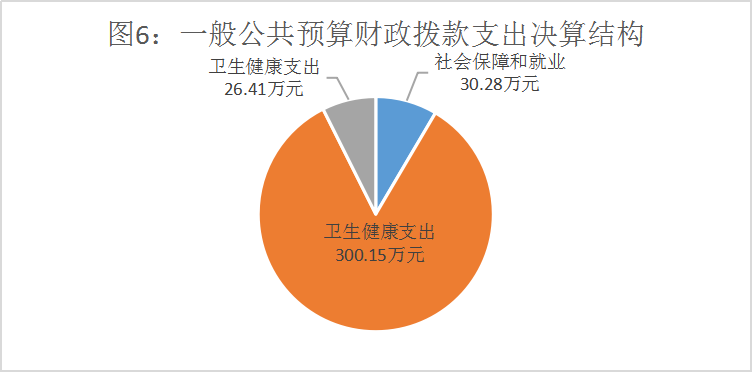 图6：一般公共预算财政拨款支出决算结构
卫生健康支出
26.41万元
社会保障和就业
30.28万元
卫生健康支出
300.15万元